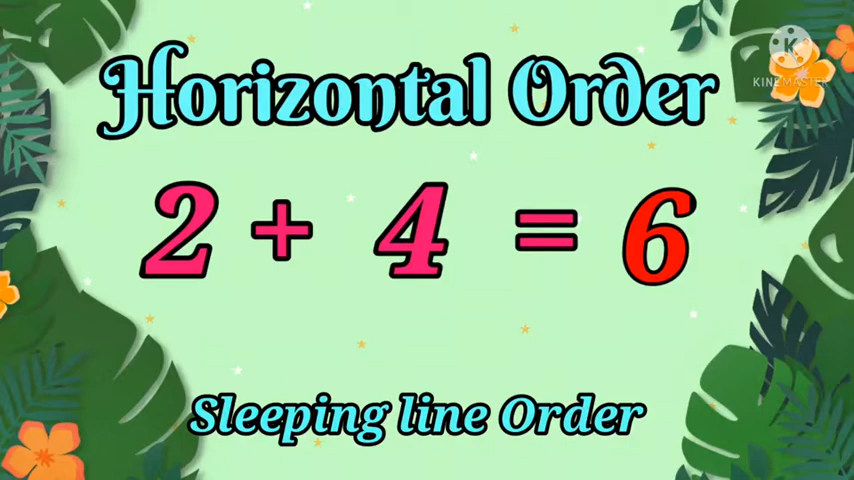 Horizontal Order
K
KINEMASTER
2 + 4 = 6
Sleeping line Order